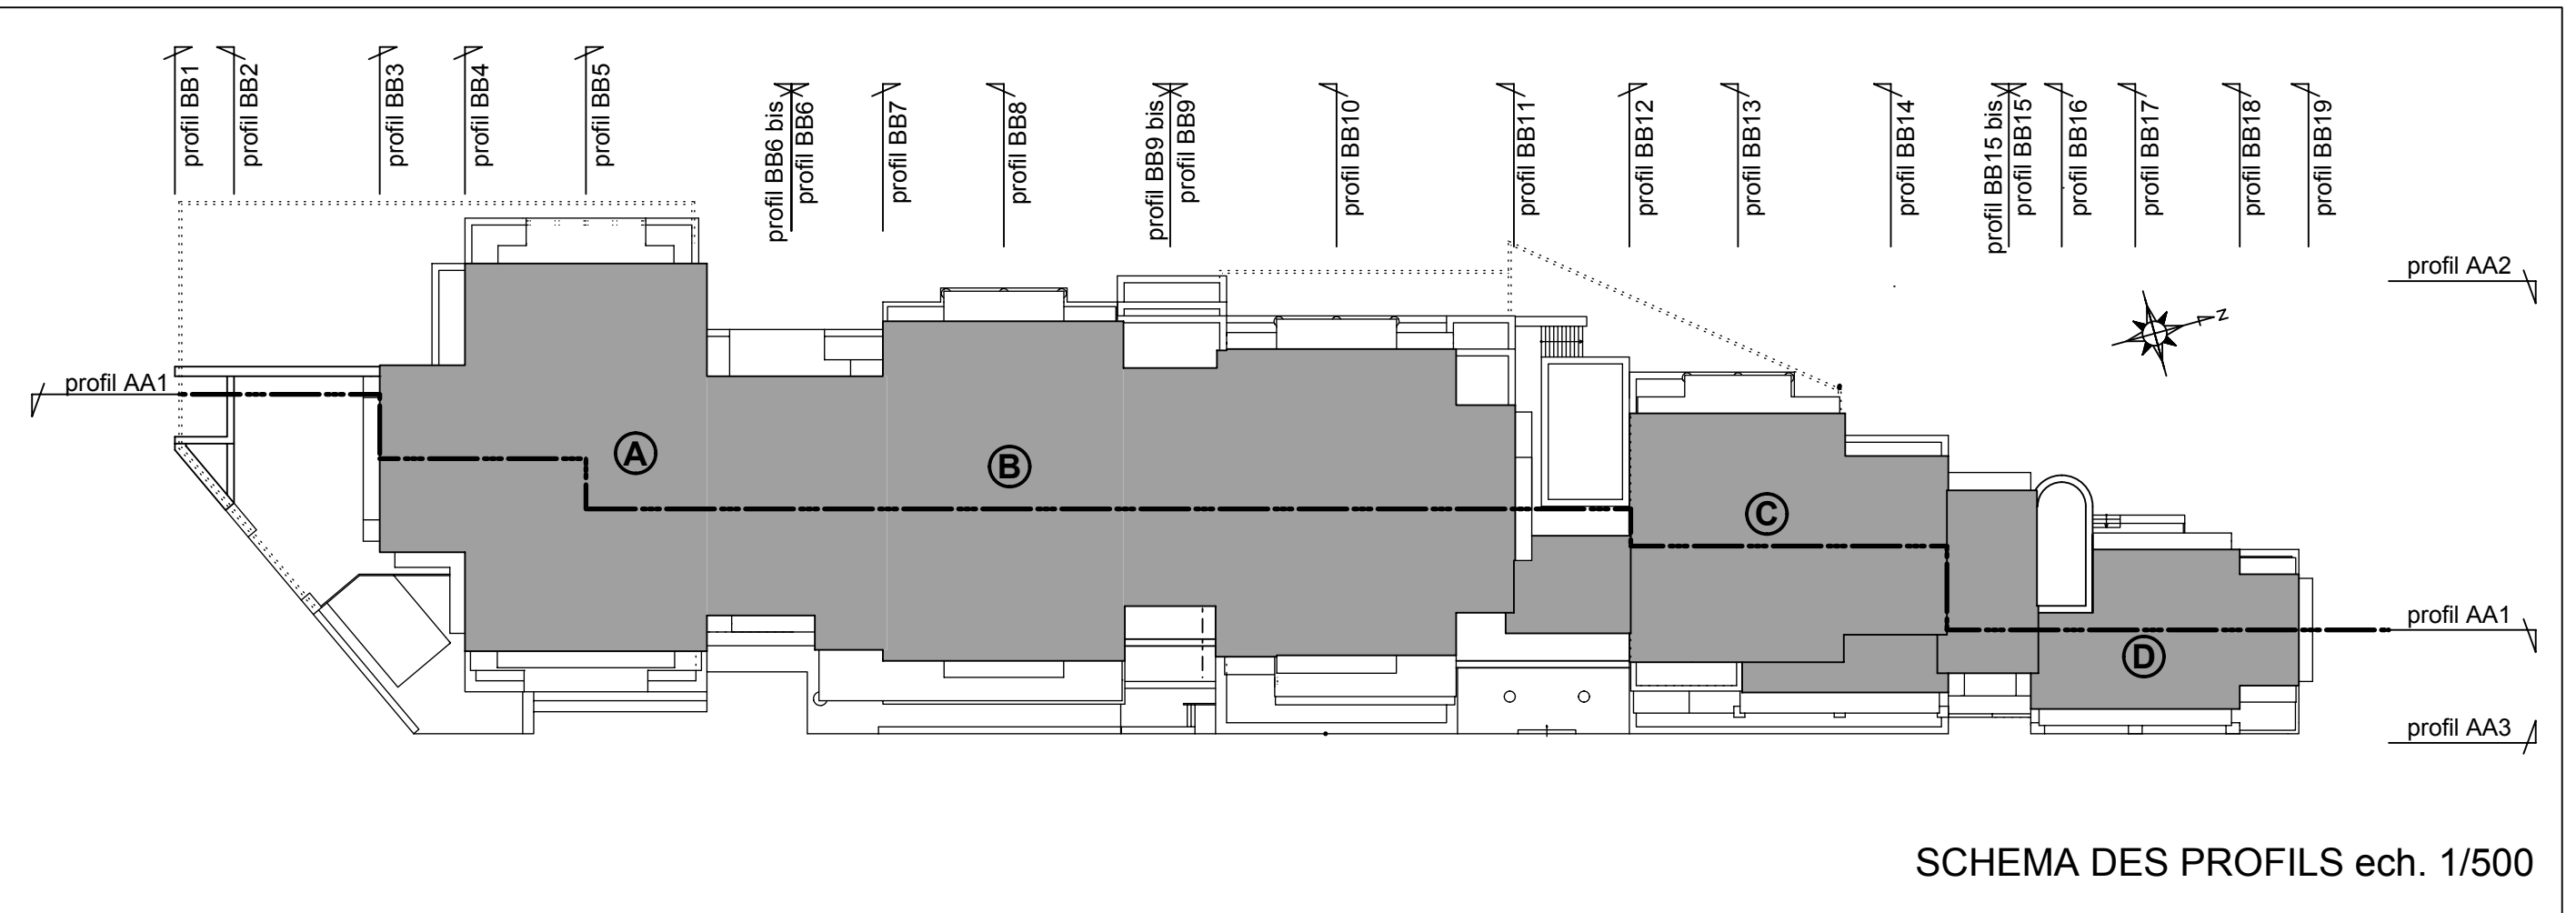 profil BB1
profil BB2
profil BB3
profil BB4
profil BB5
profil BB6 bis
profil BB6
profil BB7
profil BB8
profil BB9 bis
profil BB9
profil BB10
profil BB11
profil BB12
profil BB13
profil BB14
profil BB15 bis
profil BB15
profil BB16
profil BB17
profil BB18
profil BB19
profil AA2
N
profil AA1
A
B
C
profil AA1
D
profil AA3
SCHEMA DES PROFILS ech. 1/500